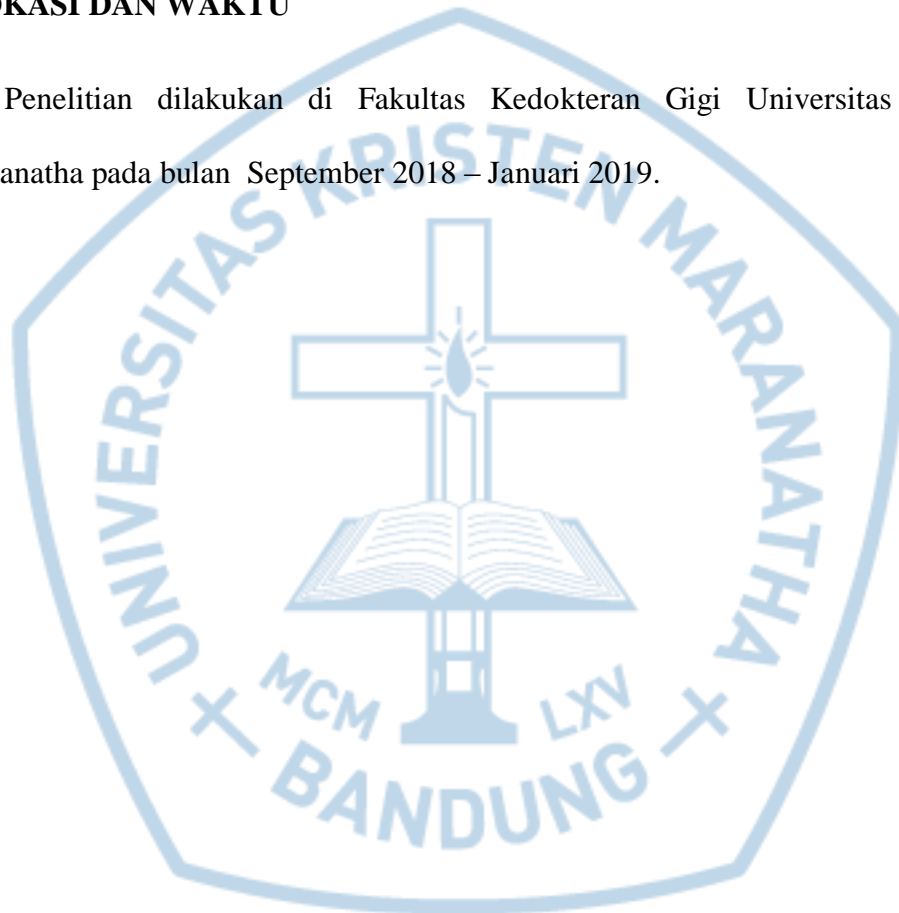 OKASI DAN WAKTU
Penelitian dilakukan di Fakultas Kedokteran Gigi Universitas
anatha pada bulan September 2018 – Januari 2019.
UNIVERSITAS KRISTEN MARANATHA
MCM LXV
BANDUNG